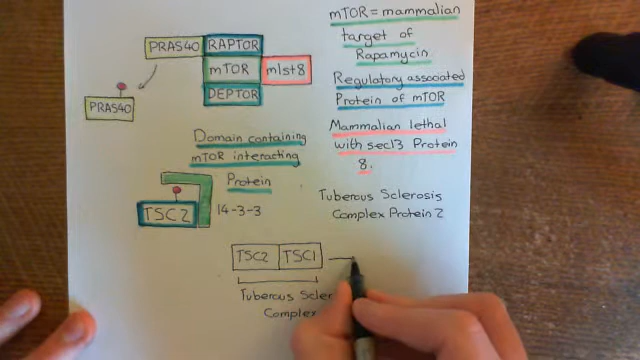 mTOR = mammalian
target of
Rapamycin
PRAS40 RAPTOR
mTOR mlst8
DEPTOR
PRAS40
Regulatory associated
Protein of mTOR
Domain containing
mTOR interacting
Protein
Mammalian lethal
with sec13 Protein
8.
TSC2 14-3-3
Tuberous Sclerosis
Complex Protein 2
TSC2 TSC1
Tuberous Scler
Complex